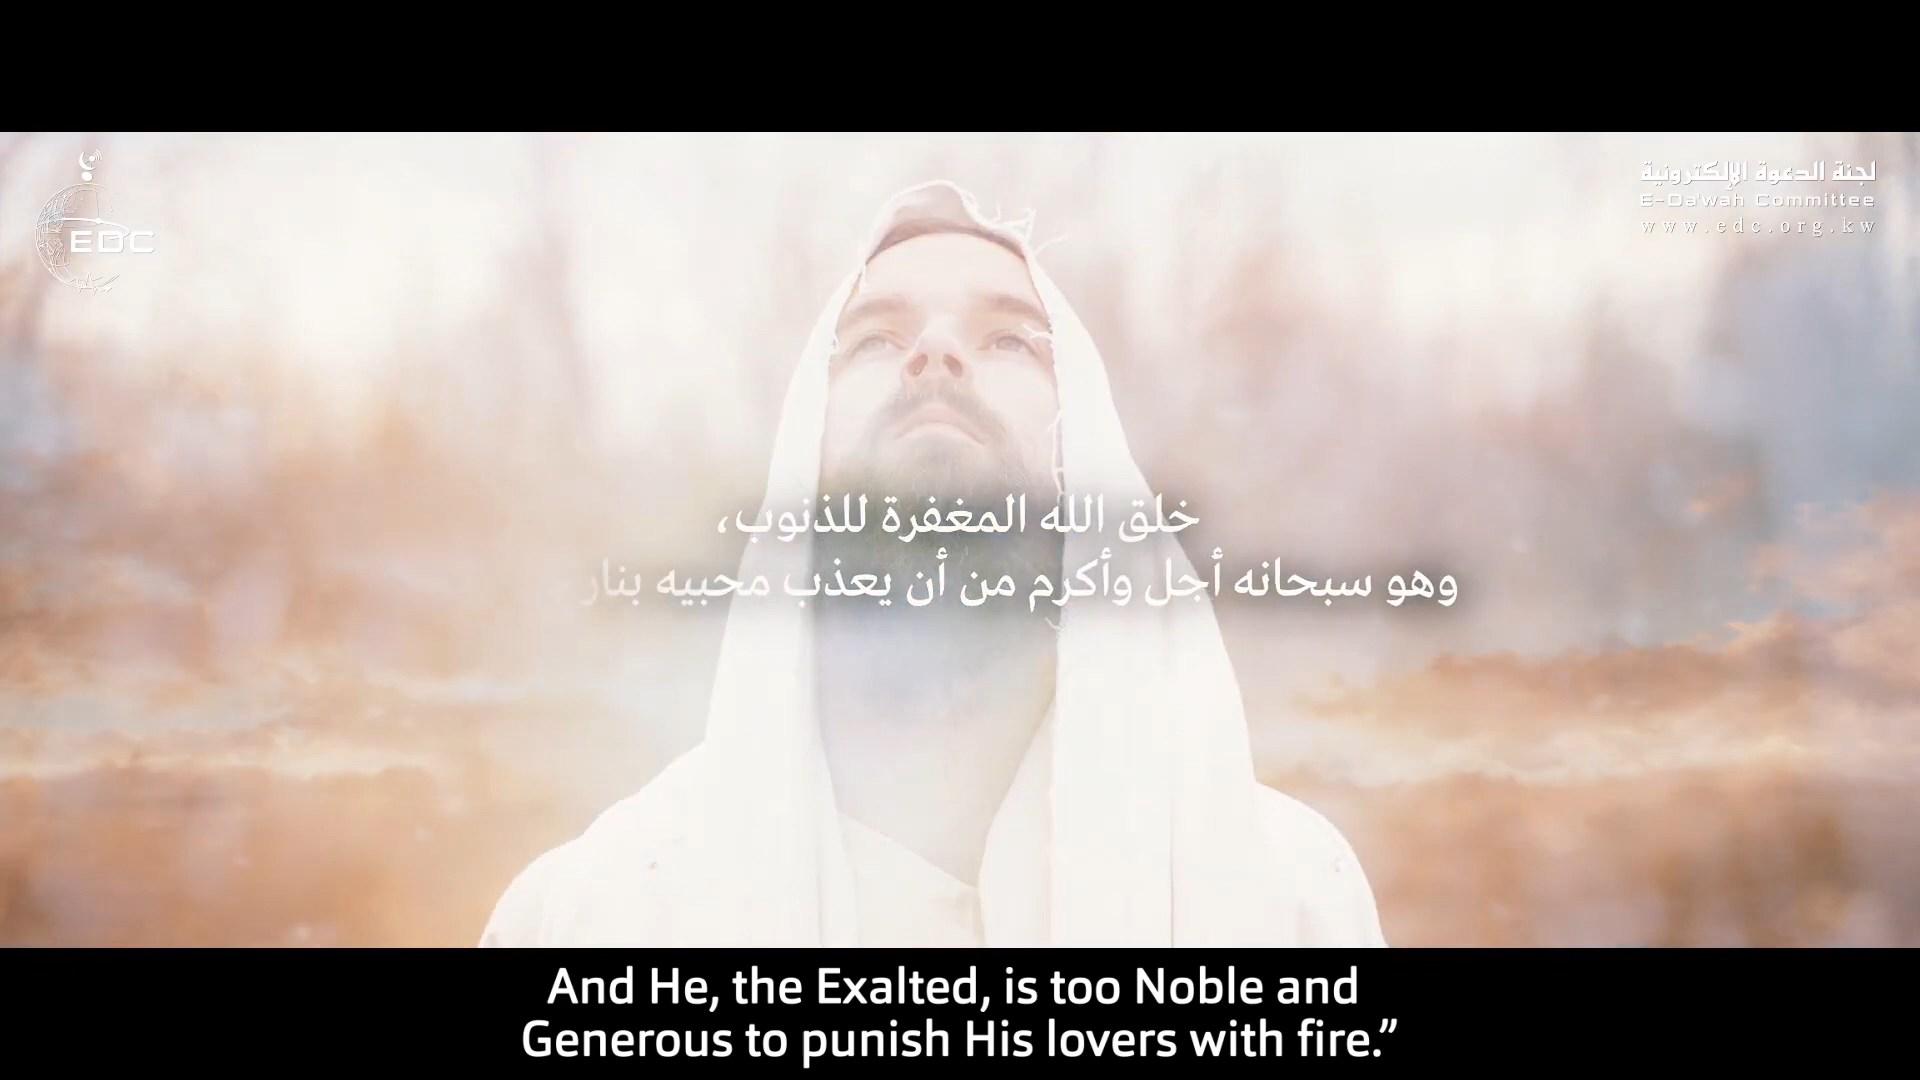 EDC
لجنة الدعوة الإلكترونية
E-Da'wah Committee
www.edc.org.kw
خلق الله المغفرة للذنوب،
وهو سبحانه أجل وأكرم من أن يعذب محبيه بنار
And He, the Exalted, is too Noble and
Generous to punish His lovers with fire.”